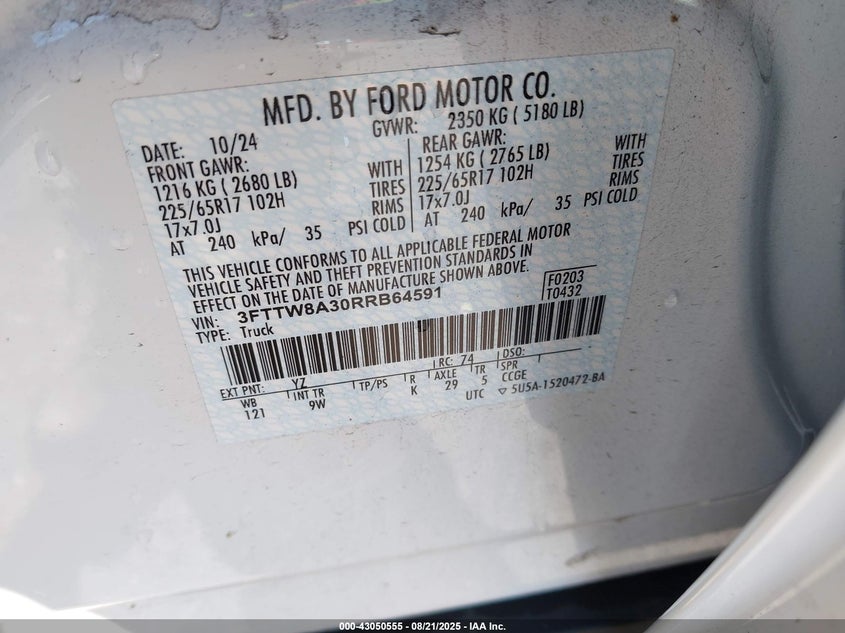 MFD. BY FORD MOTOR CO.
DATE: 10/24 GVWR: 2350 KG ( 5180 LB)
FRONT GAWR: REAR GAWR:
1216 KG ( 2680 LB) WITH 1254 KG ( 2765 LB) WITH
225/65R17 102H TIRES 225/65R17 102H TIRES
17x7.0J RIMS 17x7.0J RIMS
AT 240 kPa/ 35 PSI COLD AT 240 kPa/ 35 PSI COLD
THIS VEHICLE CONFORMS TO ALL APPLICABLE FEDERAL MOTOR
VEHICLE SAFETY AND THEFT PREVENTION STANDARDS IN
EFFECT ON THE DATE OF MANUFACTURE SHOWN ABOVE.
VIN: 3FTTW8A30RRB64591 F0203
TYPE: Truck T0432
EXT PNT: YZ RC: 74 DSO:
WB INT TR TP/PS R AXLE TR SPR
121 9W K 29 5 CCGE
UTC ▽ 5U5A-1520472-BA
000-43050555 - 08/21/2025 - IAA Inc.